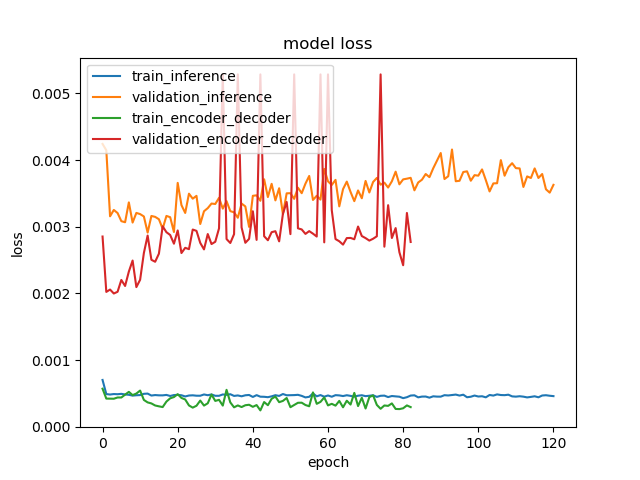 model loss
train_inference
validation_inference
train_encoder_decoder
validation_encoder_decoder
0.005
0.004
0.003
0.002
0.001
0.000
loss
0 20 40 60 80 100 120
epoch